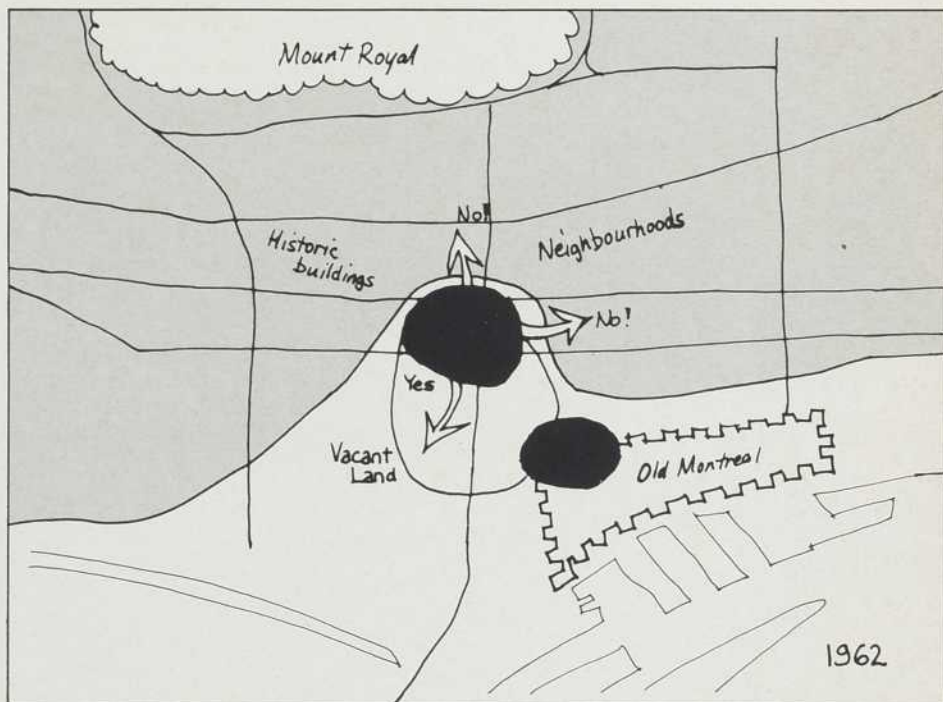 Mount Royal
No!
Historic
buildings
Neighbourhoods
No!
Yes
Vacant
Land
Old Montreal
1962